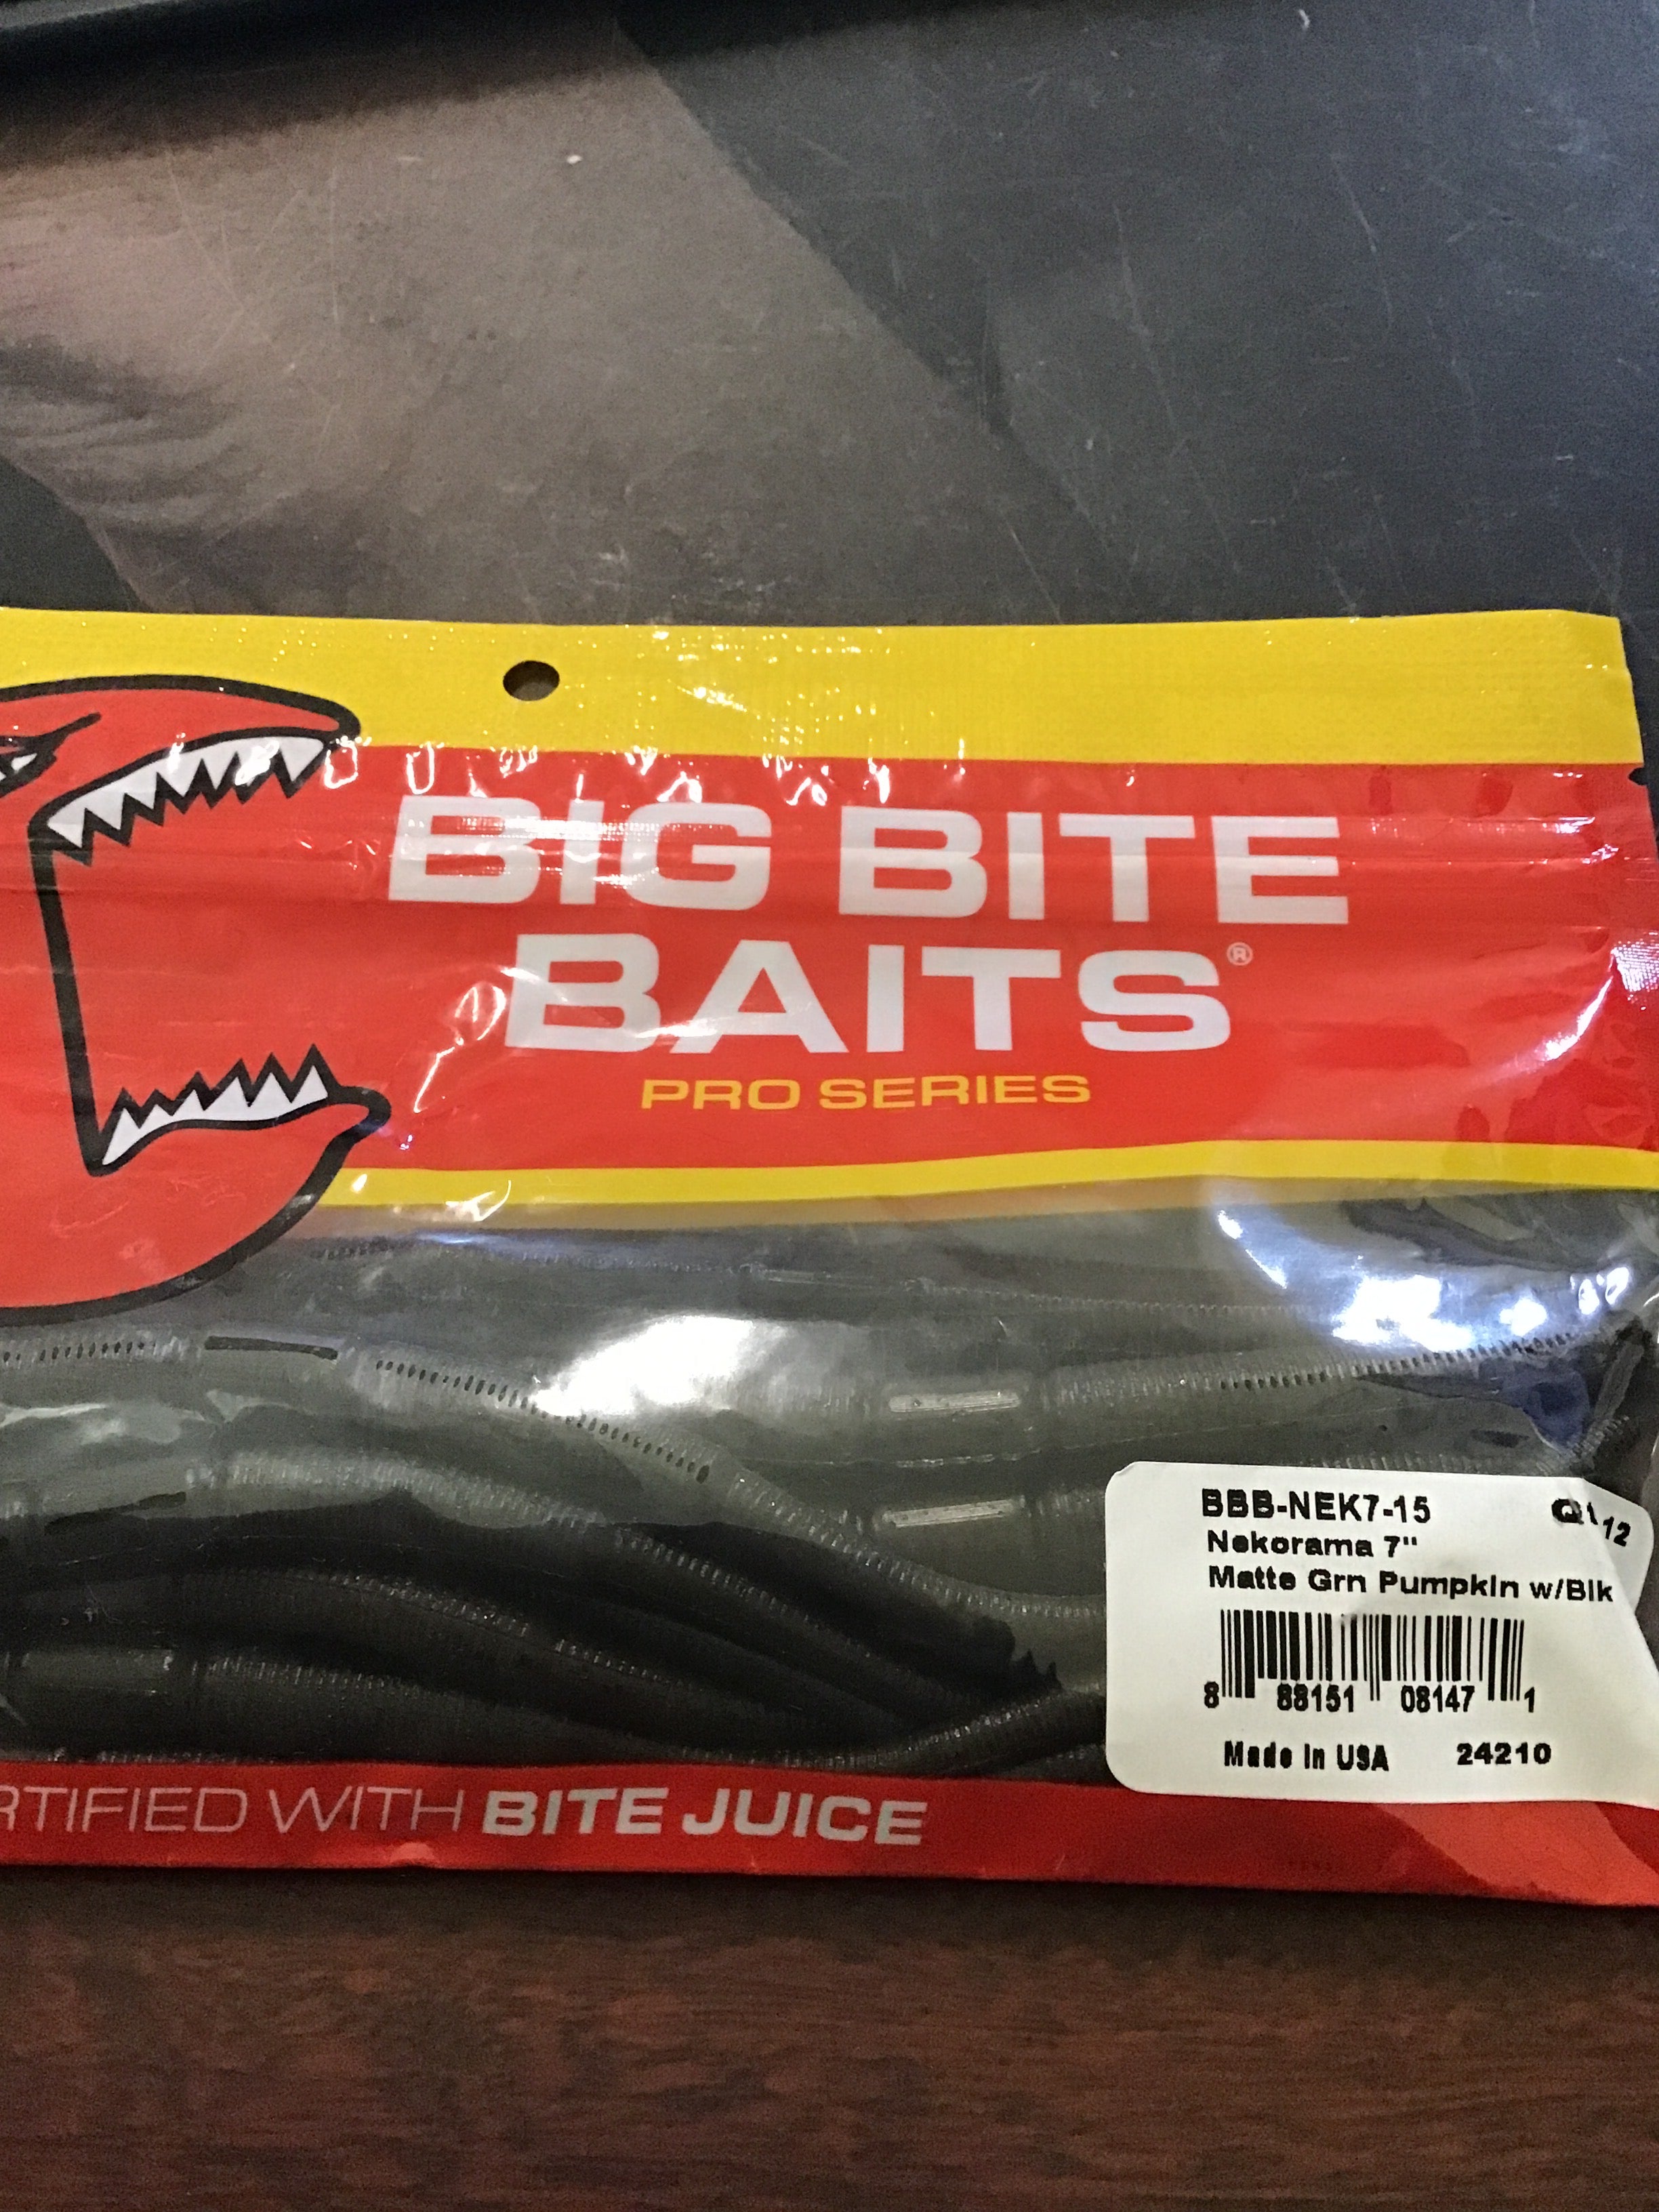 BIG BITE
BAITS®
PRO SERIES
BBB-NEK7-15
Nekorama 7"
Matte Grn Pumpkin w/Blk
8 88151 08147 1
Made In USA 24210
RTIFIED WITH BITE JUICE